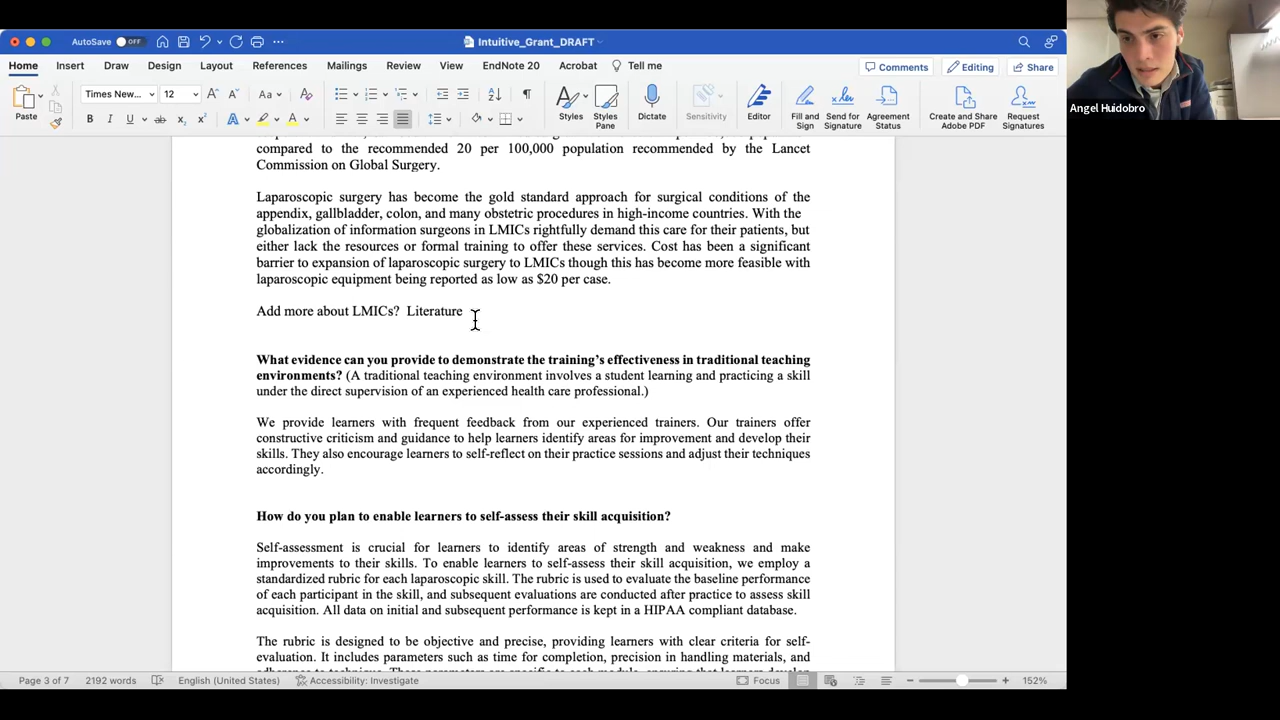 AutoSave OFF
Intuitive_Grant_DRAFT
Home Insert Draw Design Layout References Mailings Review View EndNote 20 Acrobat Tell me
Comments Editing Share
Paste
Times New... 12
Aa
Styles
Styles Pane
Dictate
Sensitivity
Editor
Fill and Sign
Send for Signature
Agreement Status
Create and Share Adobe PDF
Request Signatures
Angel Huidobro
compared to the recommended 20 per 100,000 population recommended by the Lancet
Commission on Global Surgery.
Laparoscopic surgery has become the gold standard approach for surgical conditions of the
appendix, gallbladder, colon, and many obstetric procedures in high-income countries. With the
globalization of information surgeons in LMICs rightfully demand this care for their patients, but
either lack the resources or formal training to offer these services. Cost has been a significant
barrier to expansion of laparoscopic surgery to LMICs though this has become more feasible with
laparoscopic equipment being reported as low as $20 per case.
Add more about LMICs? Literature
What evidence can you provide to demonstrate the training's effectiveness in traditional teaching
environments? (A traditional teaching environment involves a student learning and practicing a skill
under the direct supervision of an experienced health care professional.)
We provide learners with frequent feedback from our experienced trainers. Our trainers offer
constructive criticism and guidance to help learners identify areas for improvement and develop their
skills. They also encourage learners to self-reflect on their practice sessions and adjust their techniques
accordingly.
How do you plan to enable learners to self-assess their skill acquisition?
Self-assessment is crucial for learners to identify areas of strength and weakness and make
improvements to their skills. To enable learners to self-assess their skill acquisition, we employ a
standardized rubric for each laparoscopic skill. The rubric is used to evaluate the baseline performance
of each participant in the skill, and subsequent evaluations are conducted after practice to assess skill
acquisition. All data on initial and subsequent performance is kept in a HIPAA compliant database.
The rubric is designed to be objective and precise, providing learners with clear criteria for self-
evaluation. It includes parameters such as time for completion, precision in handling materials, and
Page 3 of 7 2192 words English (United States) Accessibility: Investigate Focus 152%